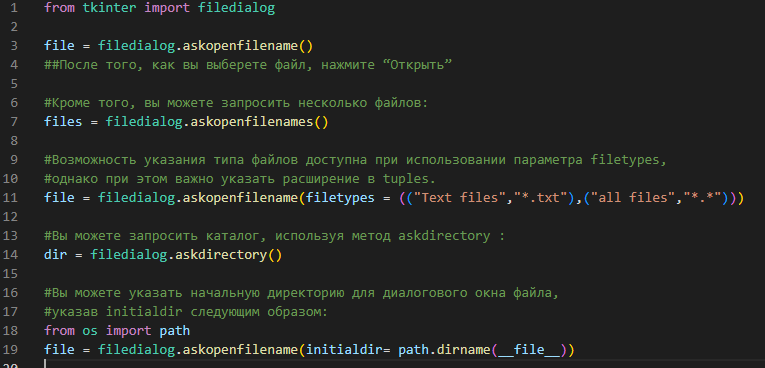 1 from tkinter import filedialog
2
3 file = filedialog.askopenfilename()
4 ##После того, как вы выберете файл, нажмите “Открыть”
5
6 #Кроме того, вы можете запросить несколько файлов:
7 files = filedialog.askopenfilenames()
8
9 #Возможность указания типа файлов доступна при использовании параметра filetypes,
10 #однако при этом важно указать расширение в tuples.
11 file = filedialog.askopenfilename(filetypes = (("Text files","*.txt"),("all files","*.*")))
12
13 #Вы можете запросить каталог, используя метод askdirectory :
14 dir = filedialog.askdirectory()
15
16 #Вы можете указать начальную директорию для диалогового окна файла,
17 #указав initialdir следующим образом:
18 from os import path
19 file = filedialog.askopenfilename(initialdir= path.dirname(__file__))
20